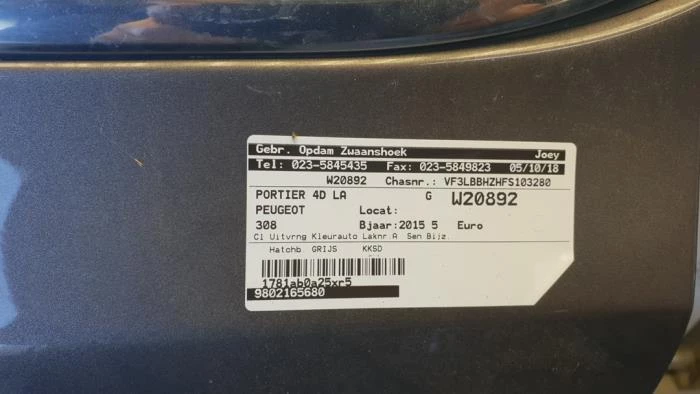 Gebr. Opdam Zwaanshoek Joey
Tel: 023-5845435 Fax: 023-5849823 05/10/18
W20892 Chasnr.: VF3LBBHZHFS103280
PORTIER 4D LA G W20892
PEUGEOT Locat:
308 Bjaar:2015 5 Euro
Cl Uitvrng Kleurauto Laknr.A Sen Bijz.
Hatchb. GRIJS KKSD
1781ab0a25xr5
9802165680